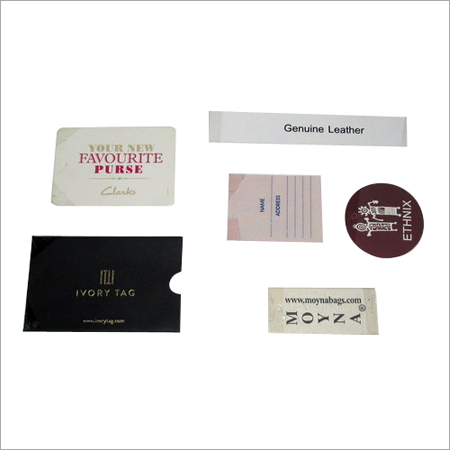 YOUR NEW
FAVOURITE
PURSE
Clarks
Genuine Leather
NAME
ADDRESS
ETHNIX
IVORY TAG
www.ivorytag.com
www.moynabags.com
MOYNA®